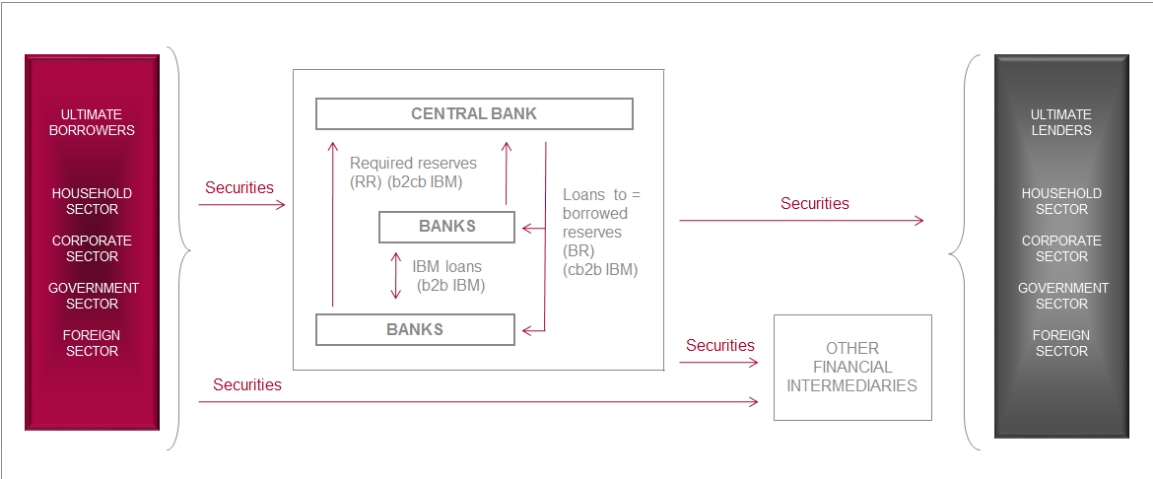 ULTIMATE
BORROWERS
HOUSEHOLD
SECTOR
CORPORATE
SECTOR
GOVERNMENT
SECTOR
FOREIGN
SECTOR
Securities
Securities
CENTRAL BANK
Required reserves
(RR) (b2cb IBM)
BANKS
IBM loans
(b2b IBM)
BANKS
Loans to =
borrowed
reserves
(BR)
(cb2b IBM)
Securities
Securities
OTHER
FINANCIAL
INTERMEDIARIES
ULTIMATE
LENDERS
HOUSEHOLD
SECTOR
CORPORATE
SECTOR
GOVERNMENT
SECTOR
FOREIGN
SECTOR